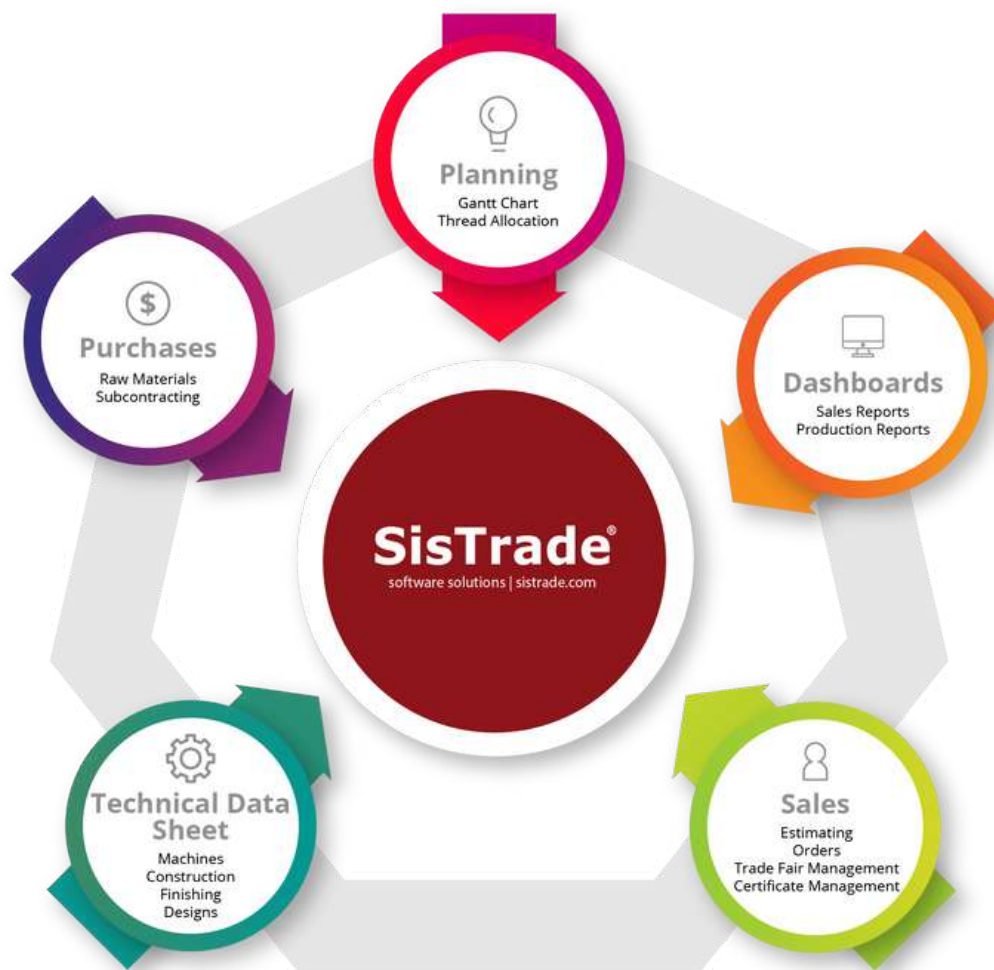 Planning
Gantt Chart
Thread Allocation
$
Purchases
Raw Materials
Subcontracting
Dashboards
Sales Reports
Production Reports
SisTrade®
software solutions | sistrade.com
Technical Data
Sheet
Machines
Construction
Finishing
Designs
Sales
Estimating
Orders
Trade Fair Management
Certificate Management